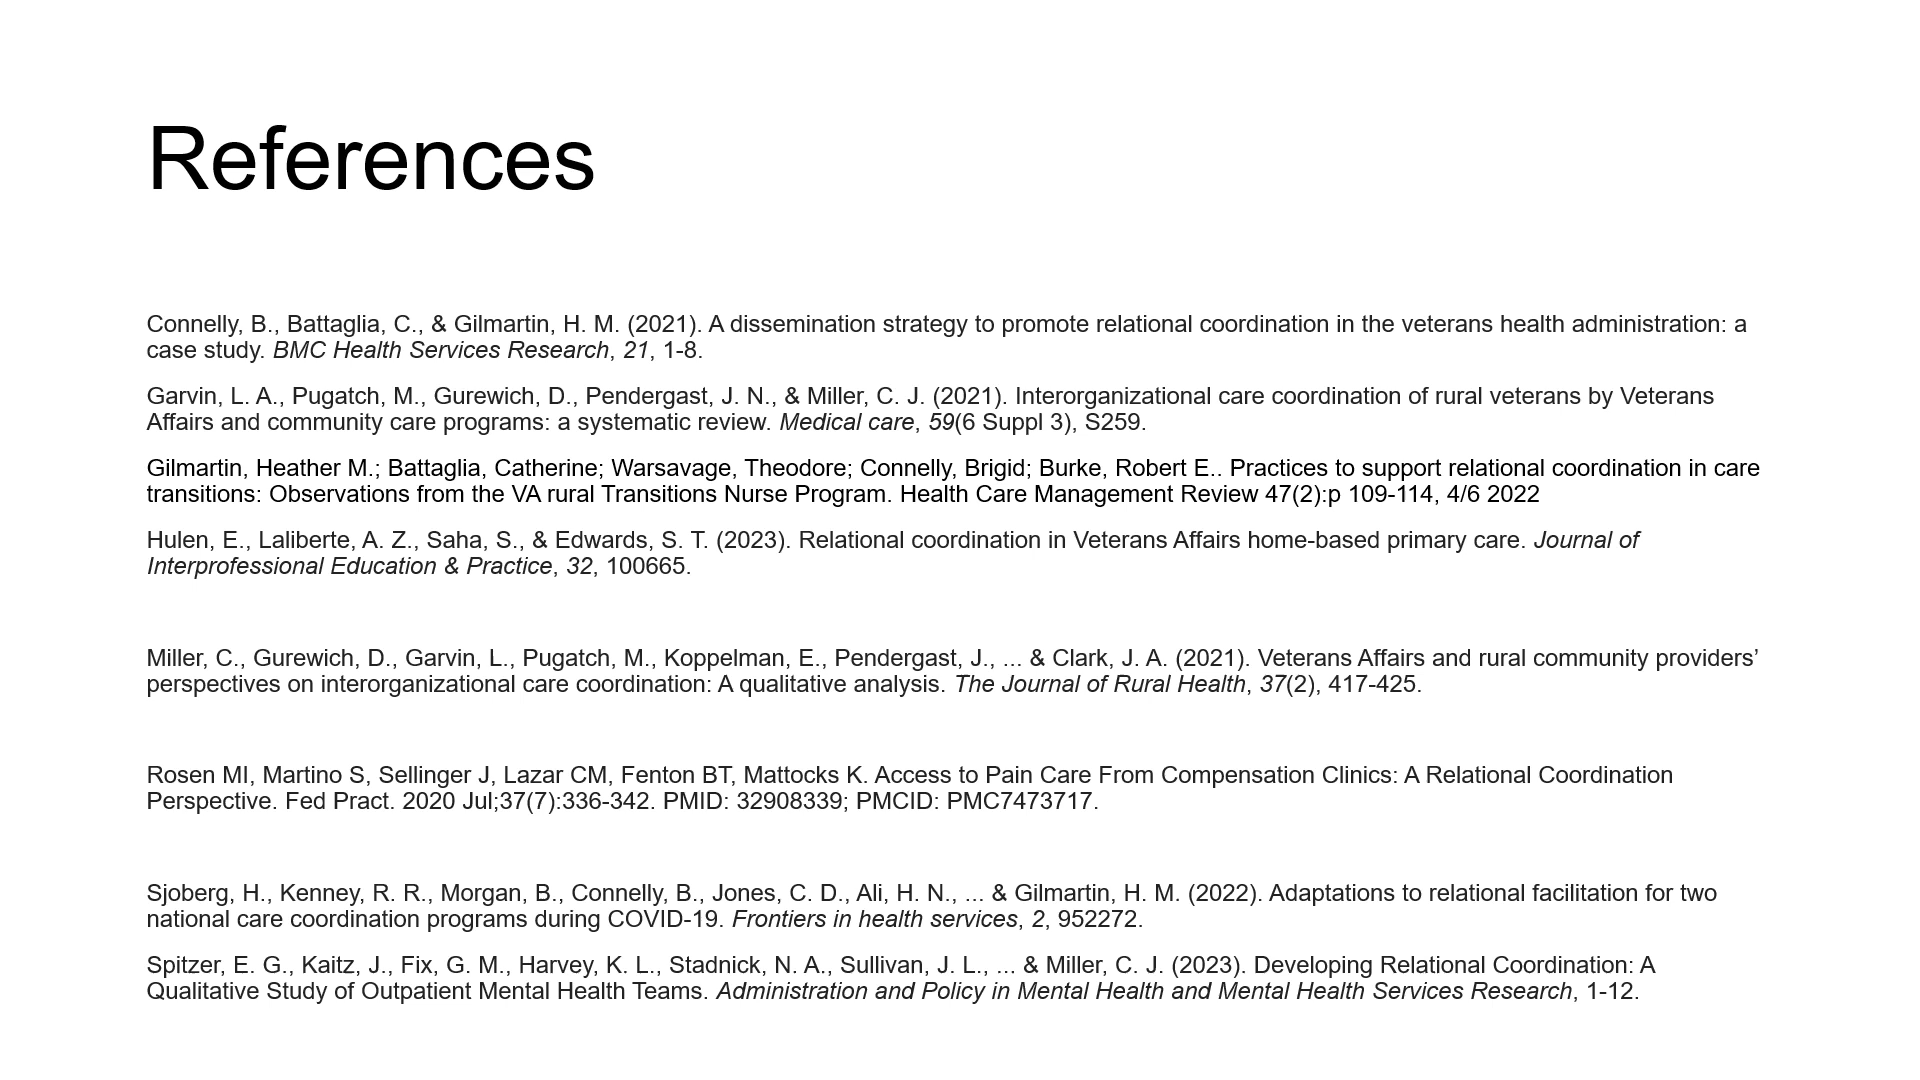 References
Connelly, B., Battaglia, C., & Gilmartin, H. M. (2021). A dissemination strategy to promote relational coordination in the veterans health administration: a
case study. BMC Health Services Research, 21, 1-8.
Garvin, L. A., Pugatch, M., Gurewich, D., Pendergast, J. N., & Miller, C. J. (2021). Interorganizational care coordination of rural veterans by Veterans
Affairs and community care programs: a systematic review. Medical care, 59(6 Suppl 3), S259.
Gilmartin, Heather M.; Battaglia, Catherine; Warsavage, Theodore; Connelly, Brigid; Burke, Robert E.. Practices to support relational coordination in care
transitions: Observations from the VA rural Transitions Nurse Program. Health Care Management Review 47(2):p 109-114, 4/6 2022
Hulen, E., Laliberte, A. Z., Saha, S., & Edwards, S. T. (2023). Relational coordination in Veterans Affairs home-based primary care. Journal of
Interprofessional Education & Practice, 32, 100665.
Miller, C., Gurewich, D., Garvin, L., Pugatch, M., Koppelman, E., Pendergast, J., ... & Clark, J. A. (2021). Veterans Affairs and rural community providers’
perspectives on interorganizational care coordination: A qualitative analysis. The Journal of Rural Health, 37(2), 417-425.
Rosen MI, Martino S, Sellinger J, Lazar CM, Fenton BT, Mattocks K. Access to Pain Care From Compensation Clinics: A Relational Coordination
Perspective. Fed Pract. 2020 Jul;37(7):336-342. PMID: 32908339; PMCID: PMC7473717.
Sjoberg, H., Kenney, R. R., Morgan, B., Connelly, B., Jones, C. D., Ali, H. N., ... & Gilmartin, H. M. (2022). Adaptations to relational facilitation for two
national care coordination programs during COVID-19. Frontiers in health services, 2, 952272.
Spitzer, E. G., Kaitz, J., Fix, G. M., Harvey, K. L., Stadnick, N. A., Sullivan, J. L., ... & Miller, C. J. (2023). Developing Relational Coordination: A
Qualitative Study of Outpatient Mental Health Teams. Administration and Policy in Mental Health and Mental Health Services Research, 1-12.